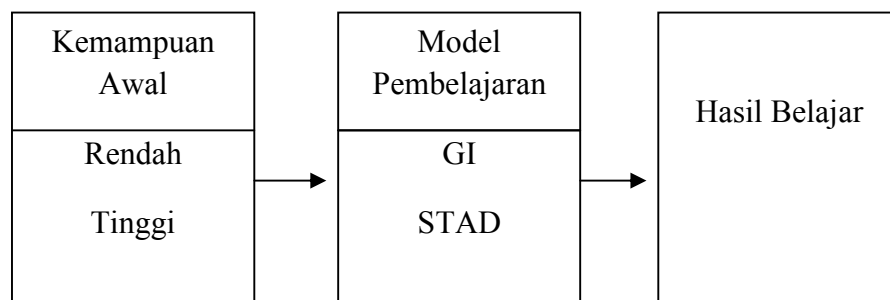 Kemampuan
Awal
Rendah
Tinggi
Model
Pembelajaran
GI
STAD
Hasil Belajar